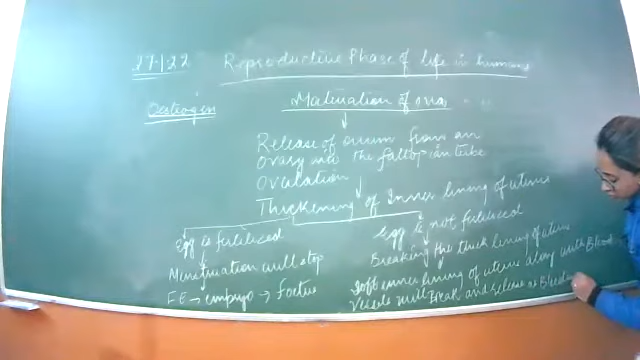 27-1-22 Reproductive Phase of life in humans
Oestrogen
Maturation of ova
Release of ovum from an
ovary into the fallopian tube
Ovulation
Thickening of Inner lining of uterus
Egg is fertilised
Egg is not fertilised
Menstruation will stop
Breaking the thick lining of uterus
FE → embryo → Foetus
Soft inner lining of uterus along with Blood
Vessels will Break and release as Bleeding